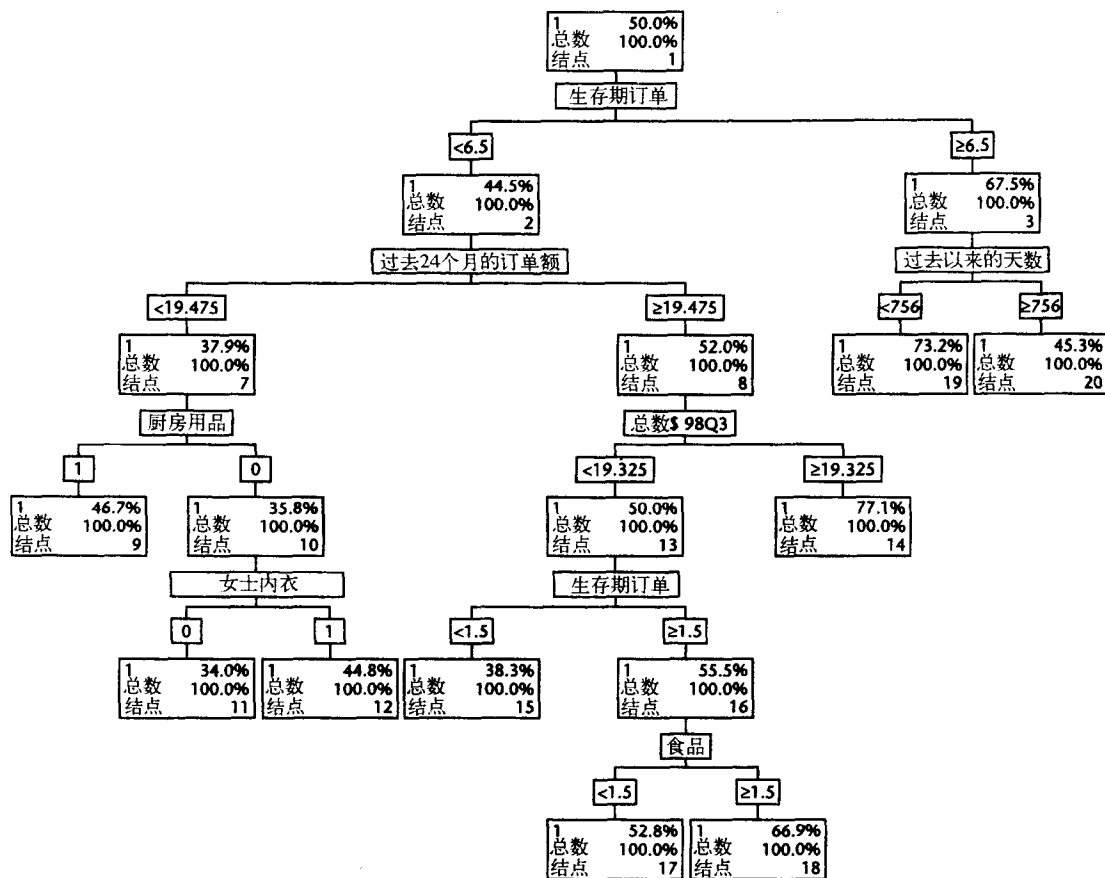 1 50.0%
总数 100.0%
结点 1
生存期订单
<6.5
≥6.5
1 44.5%
总数 100.0%
结点 2
1 67.5%
总数 100.0%
结点 3
过去24个月的订单额
过去以来的天数
<19.475
≥19.475
<756
≥756
1 37.9%
总数 100.0%
结点 7
1 52.0%
总数 100.0%
结点 8
1 73.2%
总数 100.0%
结点 19
1 45.3%
总数 100.0%
结点 20
厨房用品
总数$ 98Q3
1
0
<19.325
≥19.325
1 46.7%
总数 100.0%
结点 9
1 35.8%
总数 100.0%
结点 10
1 50.0%
总数 100.0%
结点 13
1 77.1%
总数 100.0%
结点 14
女士内衣
生存期订单
0
1
<1.5
≥1.5
1 34.0%
总数 100.0%
结点 11
1 44.8%
总数 100.0%
结点 12
1 38.3%
总数 100.0%
结点 15
1 55.5%
总数 100.0%
结点 16
食品
<1.5
≥1.5
1 52.8%
总数 100.0%
结点 17
1 66.9%
总数 100.0%
结点 18